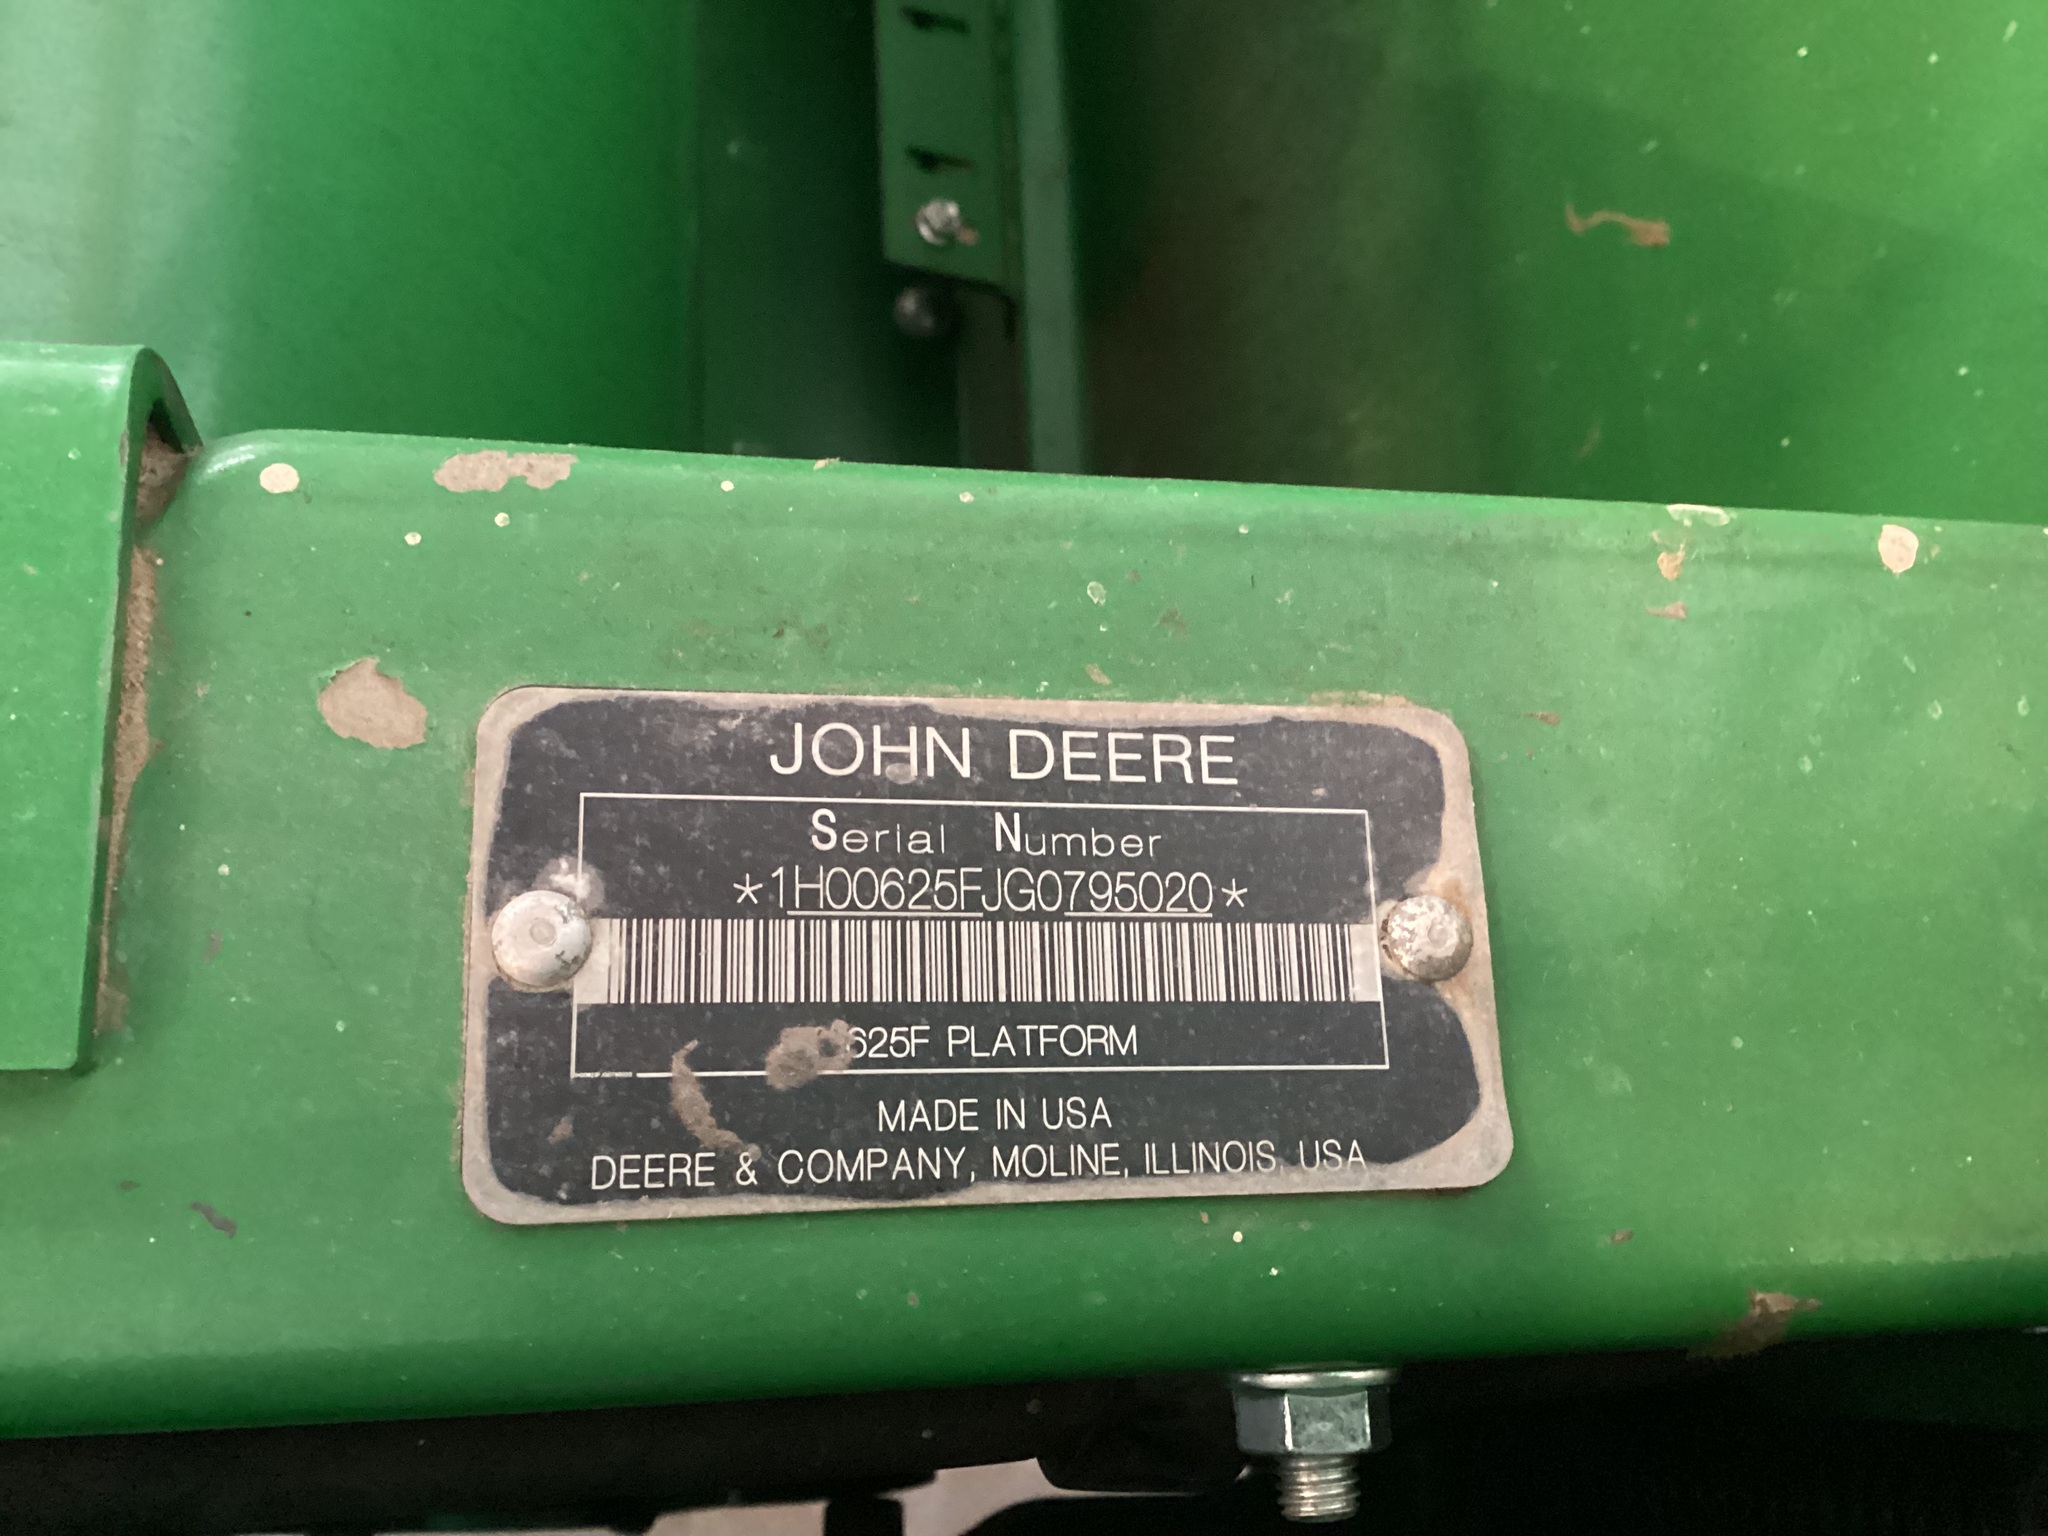 JOHN DEERE
Serial Number
*1H00625FJG0795020*
625F PLATFORM
MADE IN USA
DEERE & COMPANY, MOLINE, ILLINOIS, USA